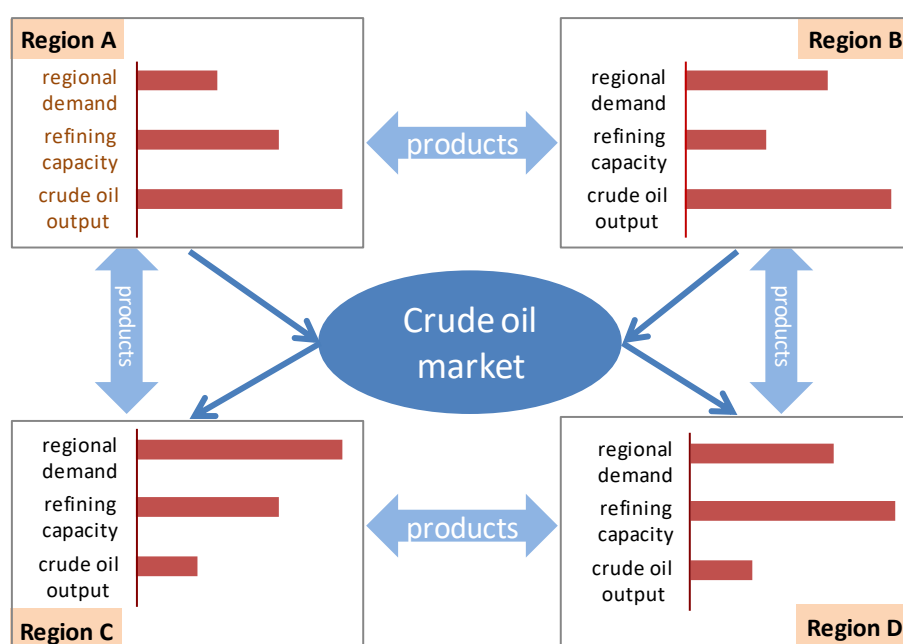 Region A
regional
demand
refining
capacity
crude oil
output
products
Region B
regional
demand
refining
capacity
crude oil
output
products
Crude oil
market
products
regional
demand
refining
capacity
crude oil
output
Region C
products
regional
demand
refining
capacity
crude oil
output
Region D